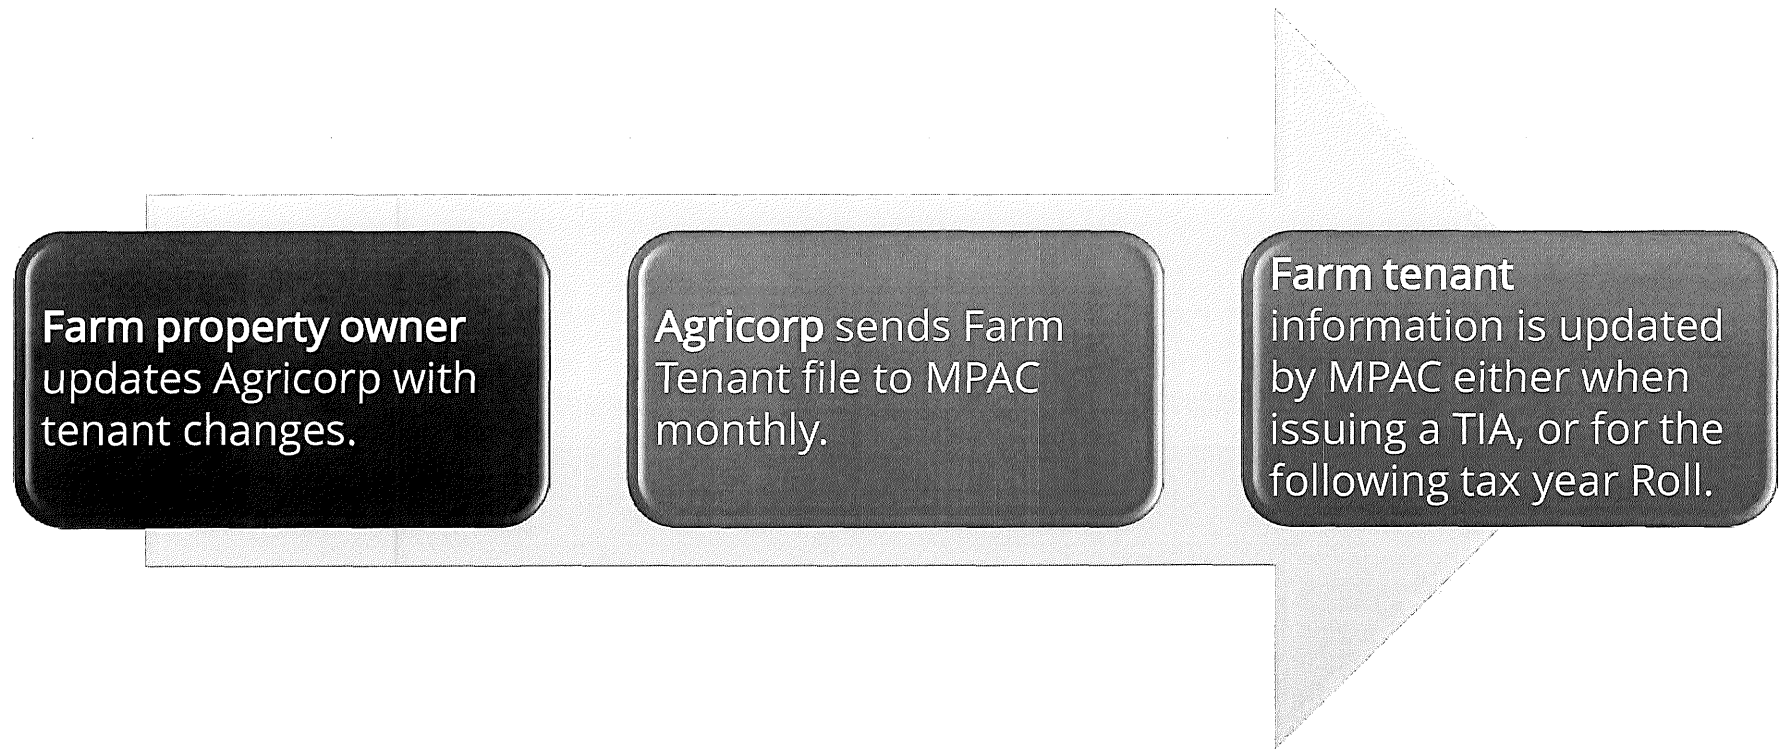 Farm property owner
updates Agricorp with
tenant changes.
Agricorp sends Farm
Tenant file to MPAC
monthly.
Farm tenant
information is updated
by MPAC either when
issuing a TIA, or for the
following tax year Roll.